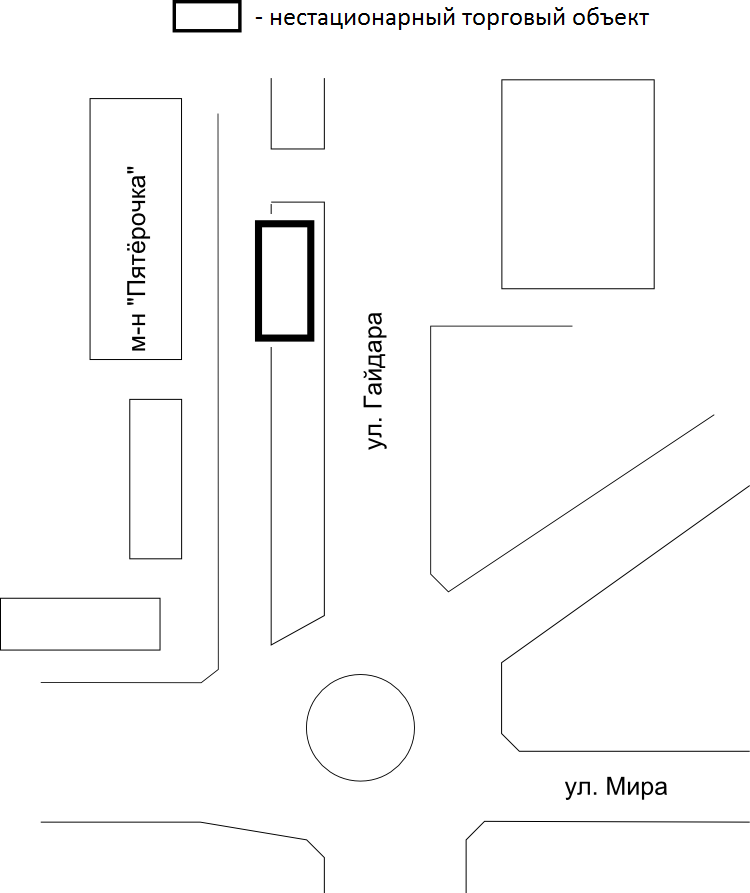 - нестационарный торговый объект
м-н "Пятёрочка"
ул. Гайдара
ул. Мира